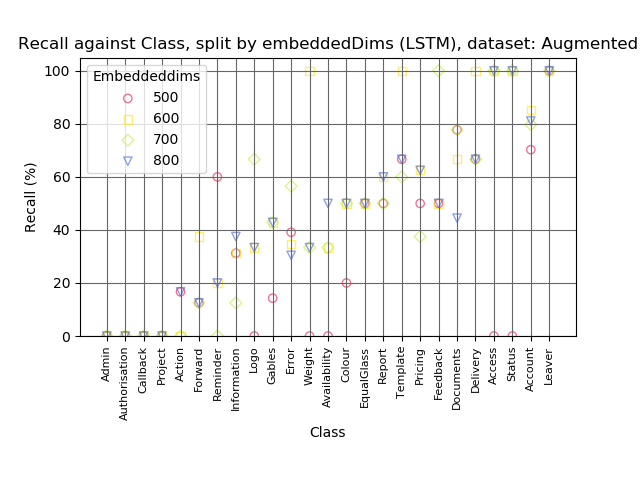 Recall against Class, split by embeddedDims (LSTM), dataset: Augmented
Embeddeddims
500
600
700
800
100
80
60
40
20
0
Recall (%)
Admin
Authorisation
Callback
Project
Action
Forward
Reminder
Information
Logo
Gables
Error
Weight
Availability
Colour
EqualGlass
Report
Template
Pricing
Feedback
Documents
Delivery
Access
Status
Account
Leaver
Class